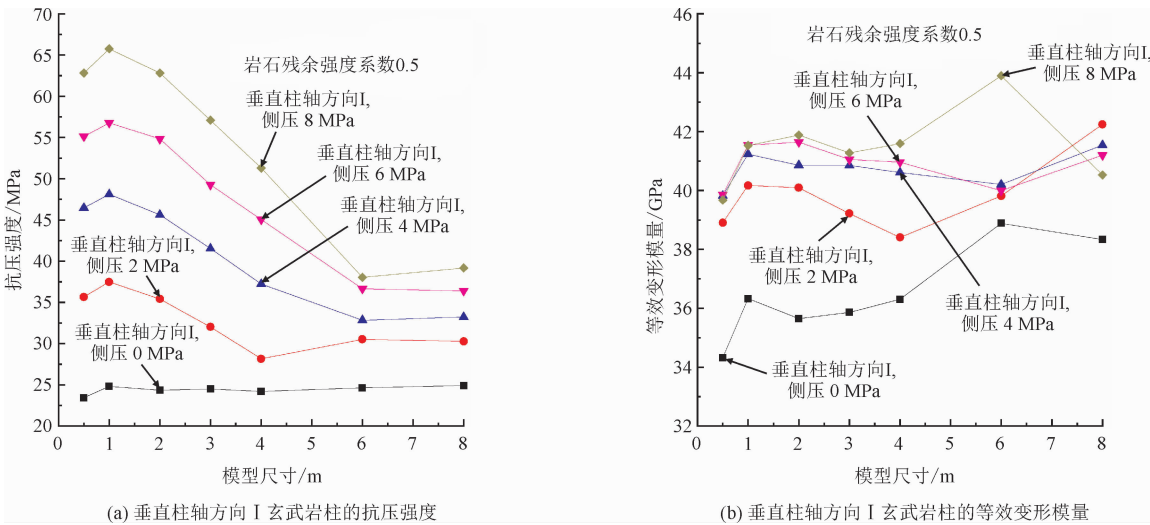 70
65
60
55
50
45
40
35
30
25
20
抗压强度/MPa
岩石残余强度系数0.5
垂直柱轴方向I,
侧压 8 MPa
垂直柱轴方向I,
侧压 6 MPa
垂直柱轴方向I,
侧压 4 MPa
垂直柱轴方向I,
侧压 2 MPa
垂直柱轴方向I,
侧压 0 MPa
0 1 2 3 4 5 6 7 8
模型尺寸/m
(a) 垂直柱轴方向 I 玄武岩柱的抗压强度
46
44
42
40
38
36
34
32
等效变形模量/GPa
岩石残余强度系数0.5
垂直柱轴方向I,
侧压 8 MPa
垂直柱轴方向I,
侧压 6 MPa
垂直柱轴方向I,
侧压 2 MPa
垂直柱轴方向I,
侧压 4 MPa
垂直柱轴方向I,
侧压 0 MPa
0 1 2 3 4 5 6 7 8
模型尺寸/m
(b) 垂直柱轴方向 I 玄武岩柱的等效变形模量